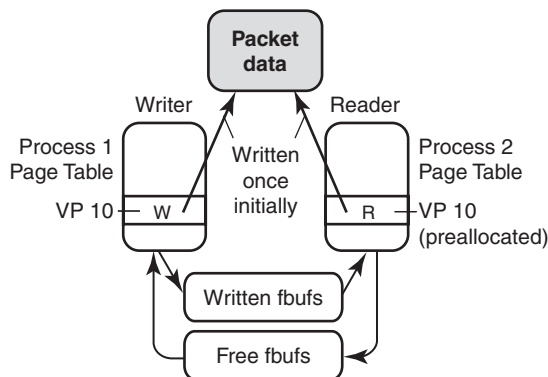 Packet
data
Writer
Reader
Process 1
Page Table
Written
once
initially
Process 2
Page Table
VP 10
W
R
VP 10
(preallocated)
Written fbufs
Free fbufs